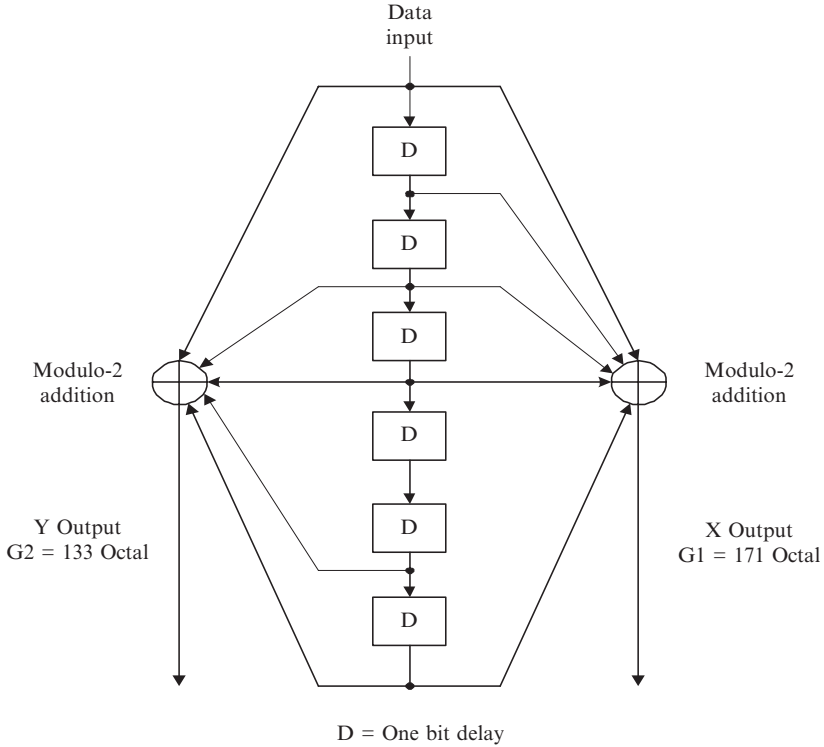 Data
input
D
D
D
Modulo-2
addition
Modulo-2
addition
D
D
Y Output
G2 = 133 Octal
X Output
G1 = 171 Octal
D
D = One bit delay